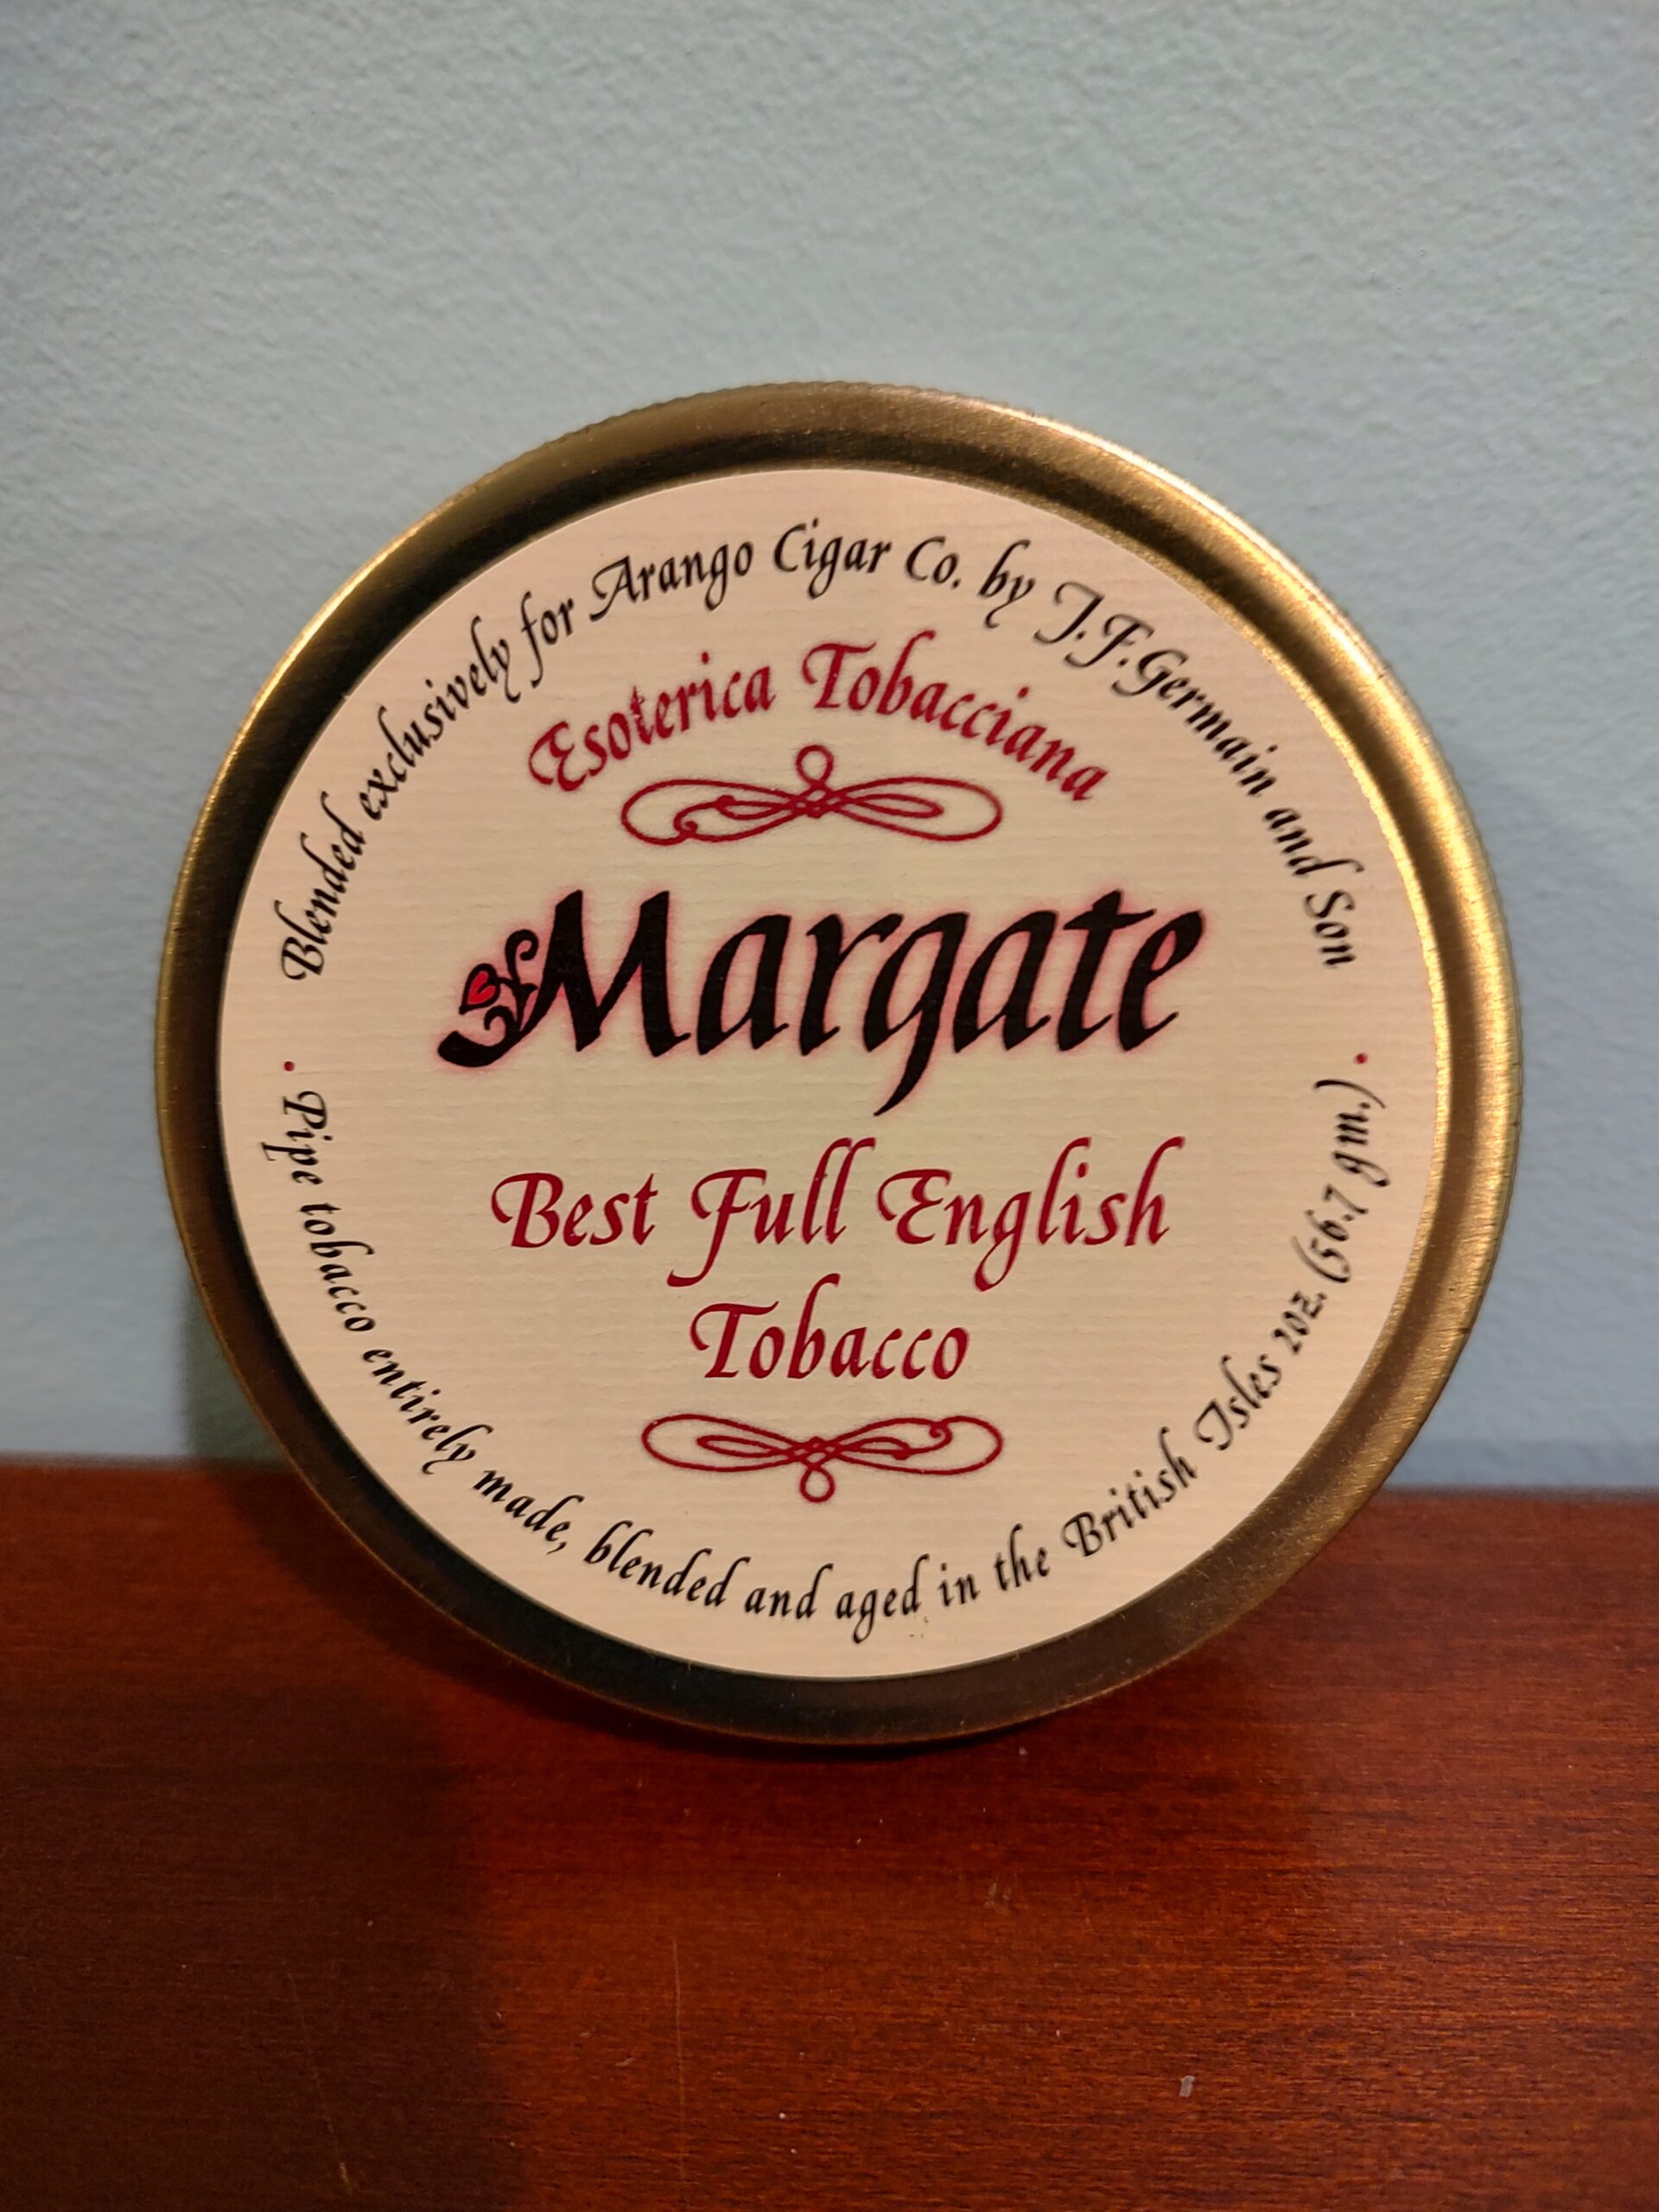 Blended exclusively for Arango Cigar Co. by J.F.Germain and Son
Esoterica Tobacciana
Margate
Best Full English
Tobacco
• Pipe tobacco entirely made, blended and aged in the British Isles 2oz. (56.7 gm.) •